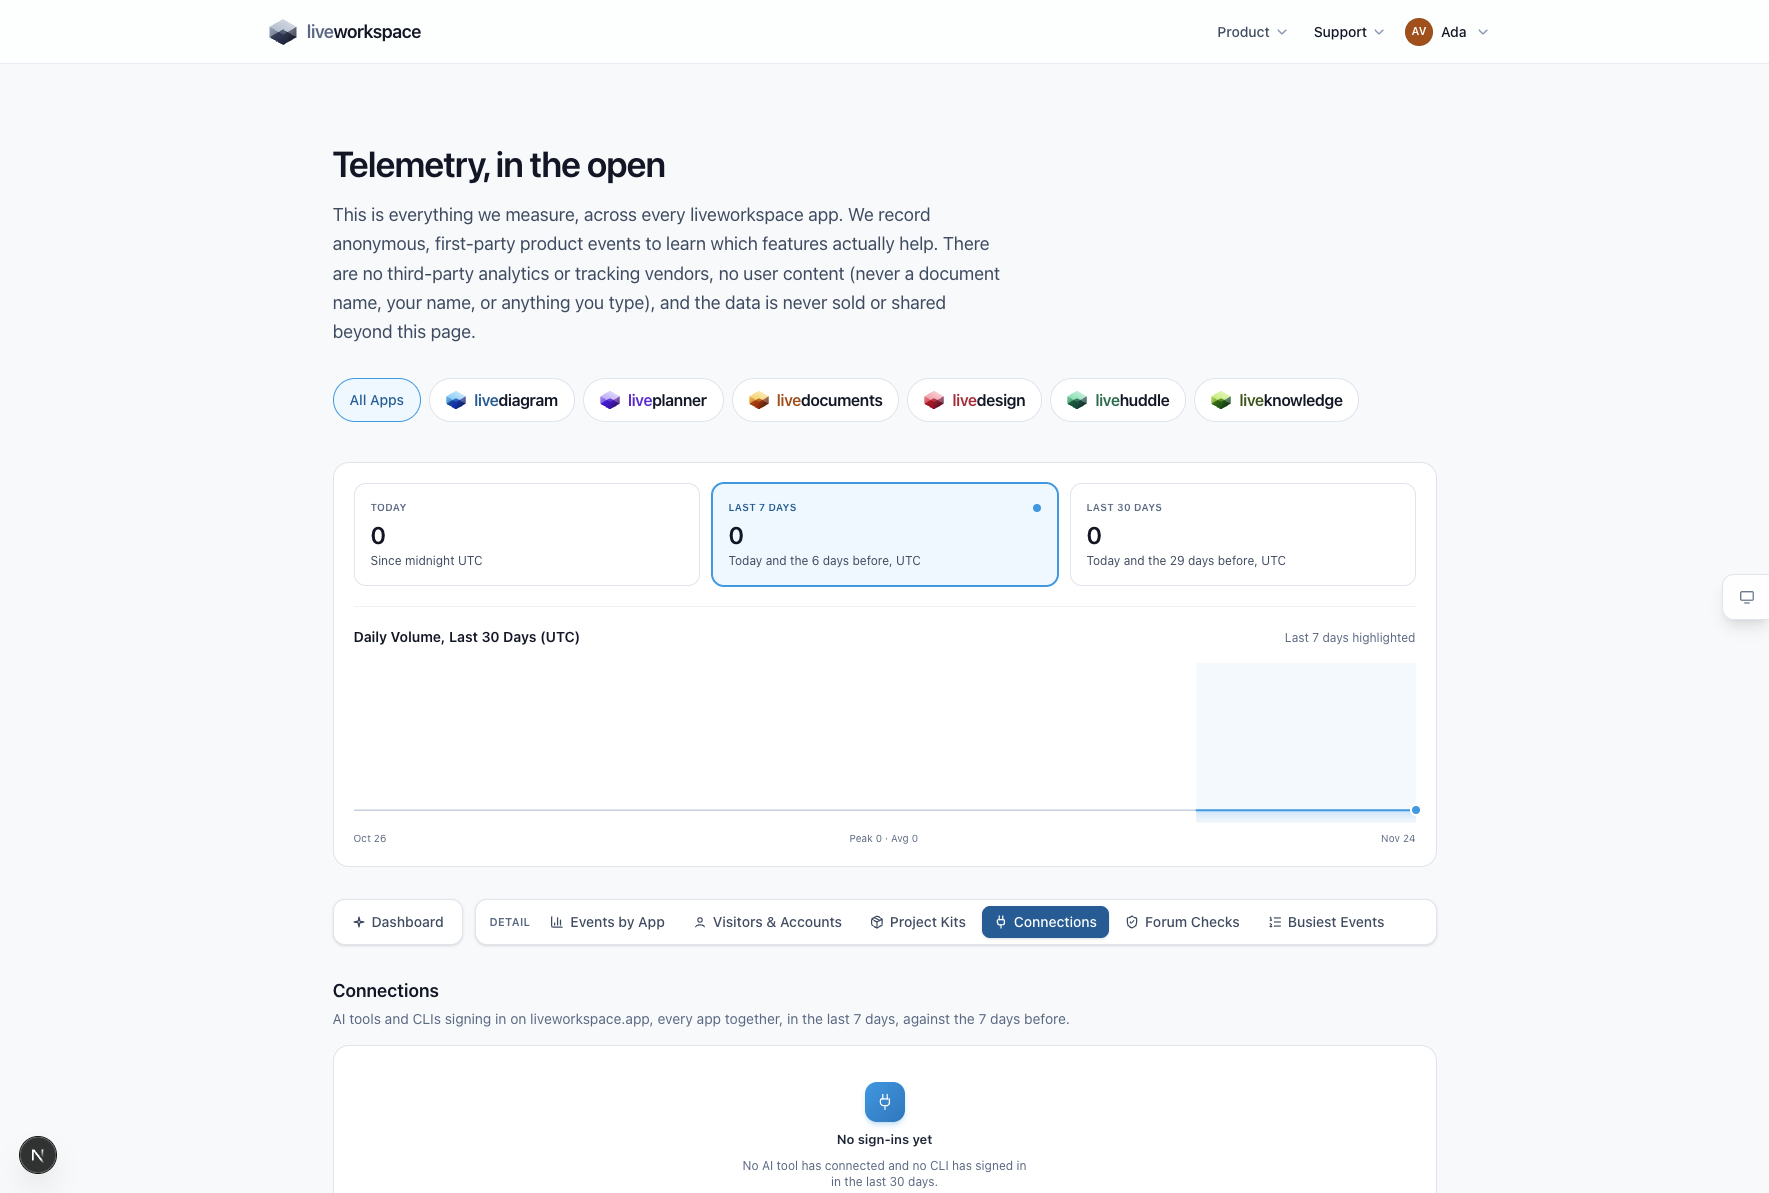 liveworkspace
Product
Support
AV
Ada
Telemetry, in the open
This is everything we measure, across every liveworkspace app. We record
anonymous, first-party product events to learn which features actually help. There
are no third-party analytics or tracking vendors, no user content (never a document
name, your name, or anything you type), and the data is never sold or shared
beyond this page.
All Apps
livediagram
liveplanner
livedocuments
livedesign
livehuddle
liveknowledge
TODAY
0
Since midnight UTC
LAST 7 DAYS
0
Today and the 6 days before, UTC
LAST 30 DAYS
0
Today and the 29 days before, UTC
Daily Volume, Last 30 Days (UTC)
Last 7 days highlighted
Oct 26
Peak 0 · Avg 0
Nov 24
Dashboard
DETAIL
Events by App
Visitors & Accounts
Project Kits
Connections
Forum Checks
Busiest Events
Connections
AI tools and CLIs signing in on liveworkspace.app, every app together, in the last 7 days, against the 7 days before.
No sign-ins yet
No AI tool has connected and no CLI has signed in
in the last 30 days.
N